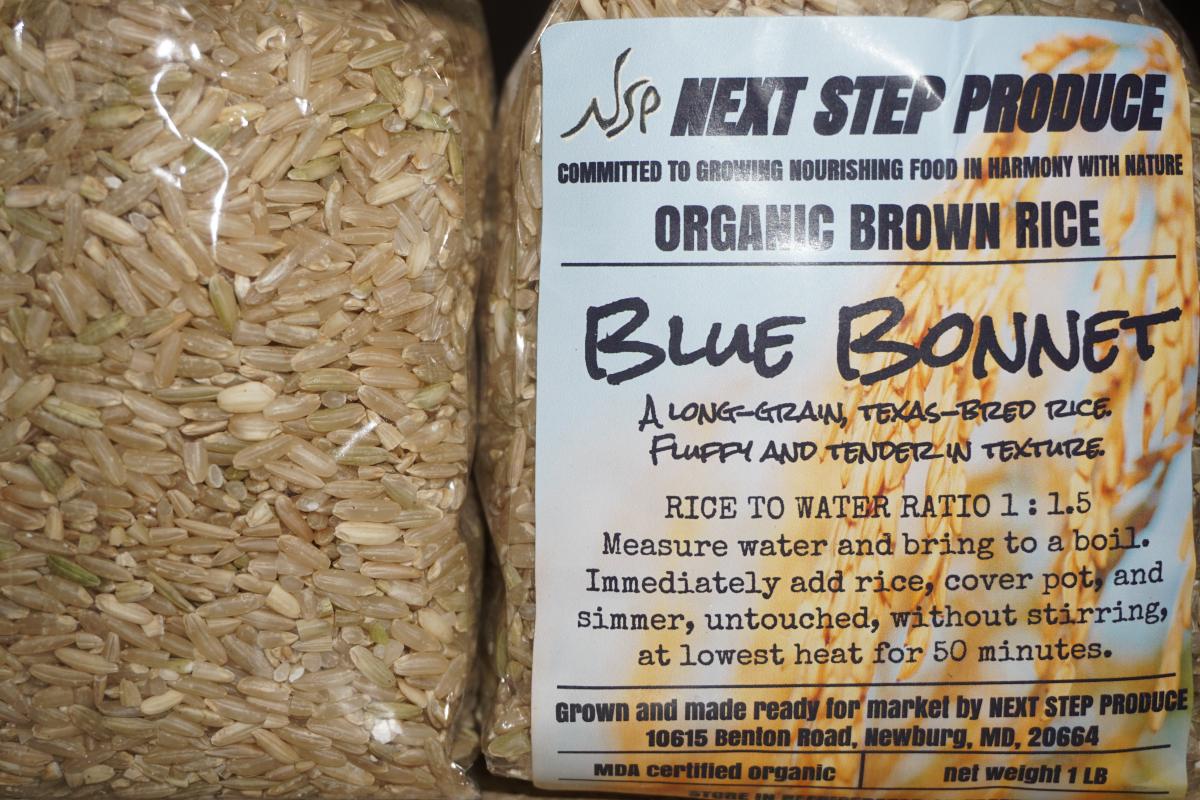 NSP NEXT STEP PRODUCE
COMMITTED TO GROWING NOURISHING FOOD IN HARMONY WITH NATURE
ORGANIC BROWN RICE
BLUE BONNET
A LONG-GRAIN, TEXAS-BRED RICE.
FLUFFY AND TENDER IN TEXTURE.
RICE TO WATER RATIO 1 : 1.5
Measure water and bring to a boil.
Immediately add rice, cover pot, and
simmer, untouched, without stirring,
at lowest heat for 50 minutes.
Grown and made ready for market by NEXT STEP PRODUCE
10615 Benton Road, Newburg, MD, 20664
MDA certified organic net weight 1 LB
STORE IN